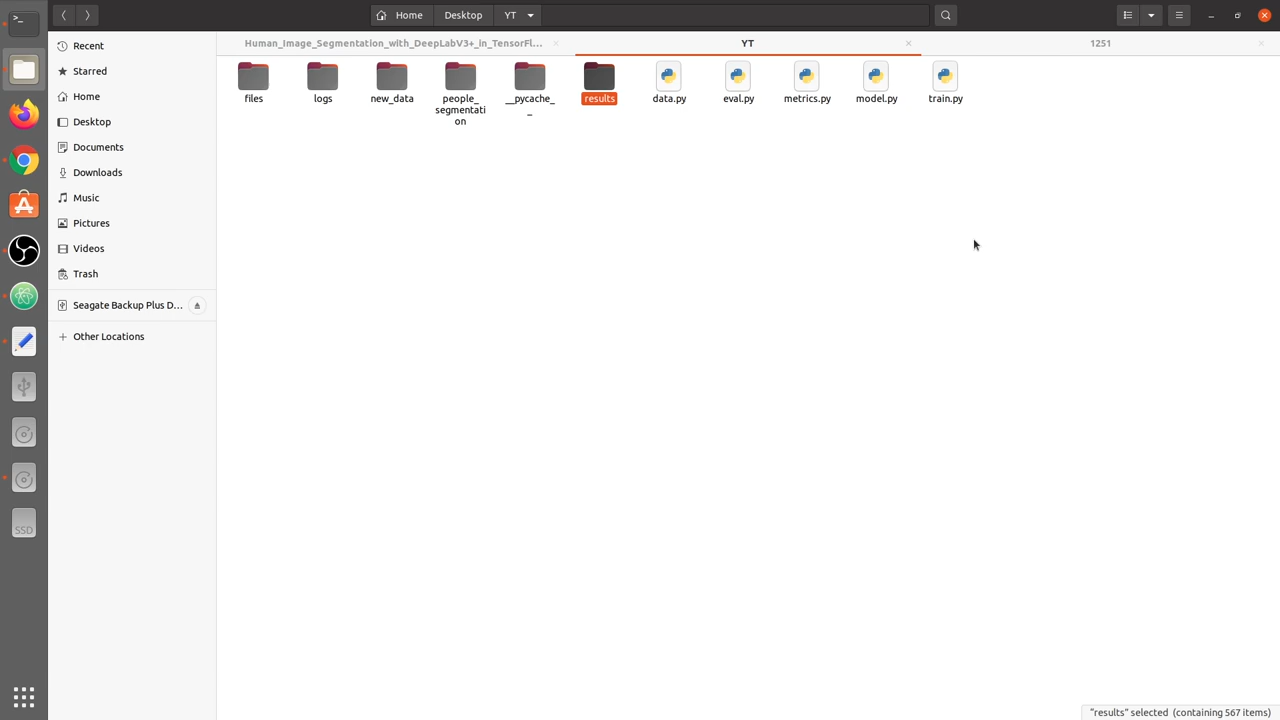 Home
Desktop
YT
Human_Image_Segmentation_with_DeepLabV3+_in_TensorFl...
YT
1251
Recent
Starred
Home
Desktop
Documents
Downloads
Music
Pictures
Videos
Trash
Seagate Backup Plus D...
Other Locations
files
logs
new_data
people_
segmentati
on
__pycache_
_
results
data.py
eval.py
metrics.py
model.py
train.py
SSD
"results" selected (containing 567 items)